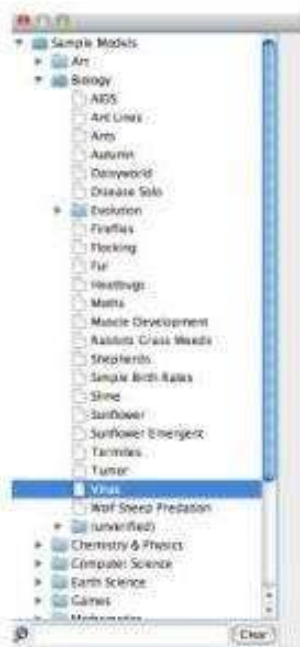 Sample Models
Art
Biology
AIDS
Ant Lines
Ants
Autumn
Daisyworld
Disease Solo
Evolution
Fireflies
Flocking
Fur
Heatbugs
Moths
Muscle Development
Rabbits Grass Weeds
Shepherds
Simple Birth Rates
Slime
Sunflower
Sunflower Emergent
Termites
Tumor
Virus
Wolf Sheep Predation
(unverified)
Chemistry & Physics
Computer Science
Earth Science
Games
Mathematics
Clear